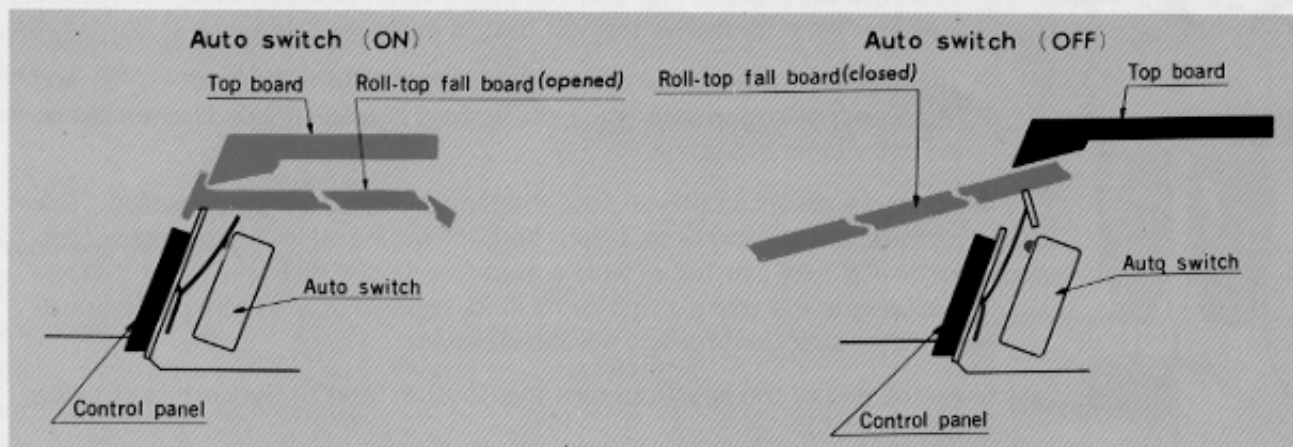 Auto switch (ON)
Top board
Roll-top fall board (opened)
Auto switch
Control panel
Auto switch (OFF)
Roll-top fall board (closed)
Top board
Auto switch
Control panel